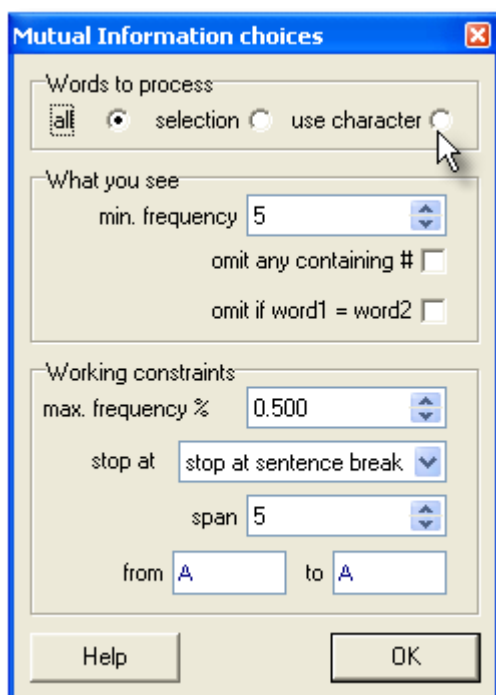 Mutual Information choices
Words to process
all selection use character
What you see
min. frequency 5
omit any containing #
omit if word1 = word2
Working constraints
max. frequency % 0.500
stop at stop at sentence break
span 5
from A to A
Help OK